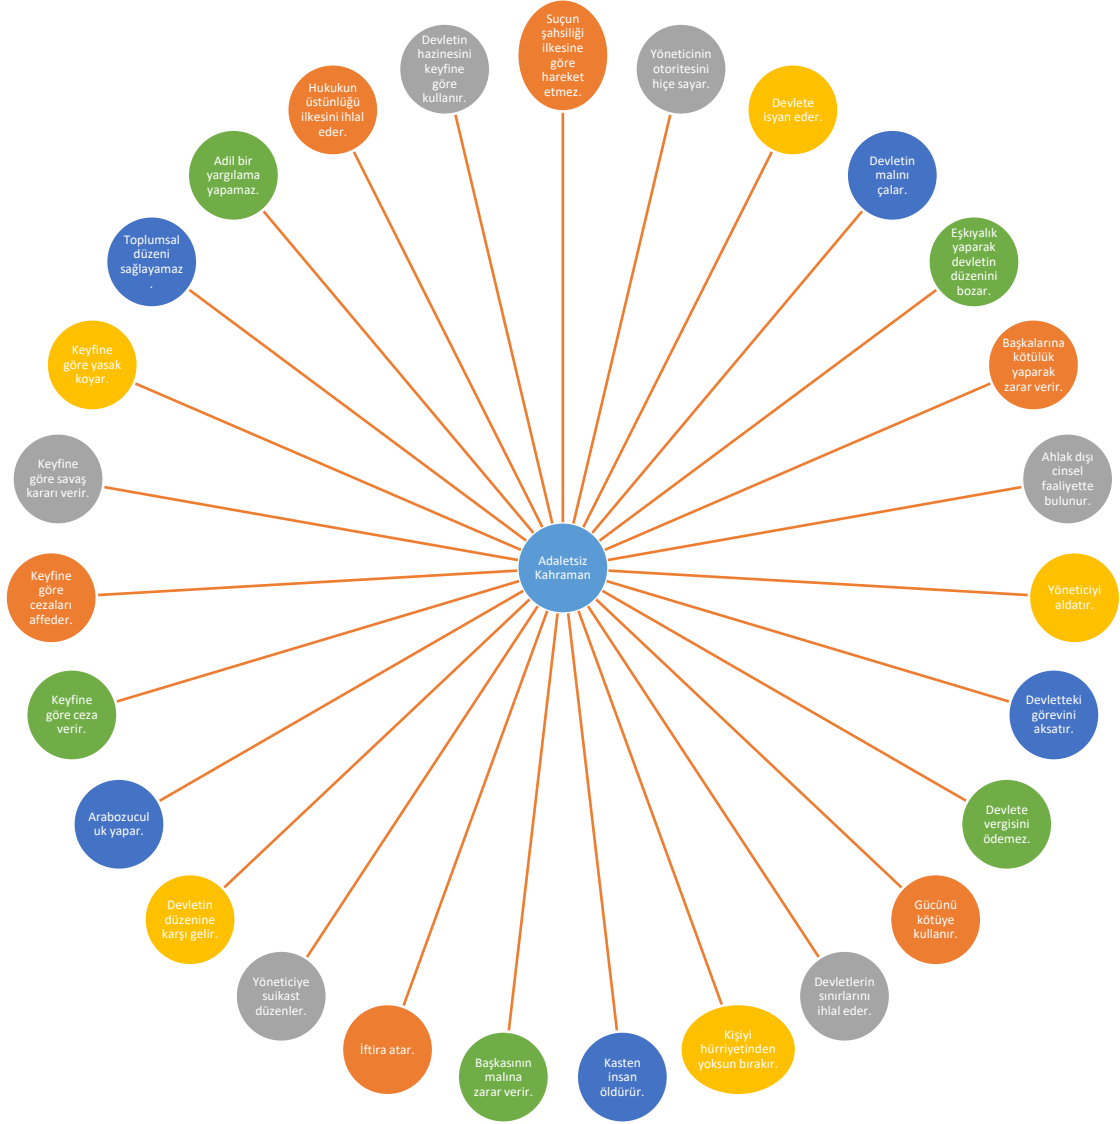 Suçun
şahsiliği
ilkesine
göre
hareket
etmez.
Yöneticinin
otoritesini
hiçe sayar.
Devlete
isyan eder.
Devletin
malını
çalar.
Eşkıyalık
yaparak
devletin
düzenini
bozar.
Başkalarına
kötülük
yaparak
zarar verir.
Ahlak dışı
cinsel
faaliyette
bulunur.
Yöneticiyi
aldatır.
Devletteki
görevini
aksatır.
Devlete
vergisini
ödemez.
Gücünü
kötüye
kullanır.
Devletlerin
sınırlarını
ihlal eder.
Kişiyi
hürriyetinden
yoksun bırakır.
Kasten
insan
öldürür.
Başkasının
malına
zarar verir.
İftira atar.
Yöneticiye
suikast
düzenler.
Devletin
düzenine
karşı gelir.
Arabozucul
uk yapar.
Keyfine
göre ceza
verir.
Keyfine
göre
cezaları
affeder.
Keyfine
göre savaş
kararı verir.
Keyfine
göre yasak
koyar.
Toplumsal
düzeni
sağlayamaz
.
Adil bir
yargılama
yapamaz.
Hukukun
üstünlüğü
ilkesini ihlal
eder.
Devletin
hazinesini
keyfine
göre
kullanır.
Adaletsiz
Kahraman